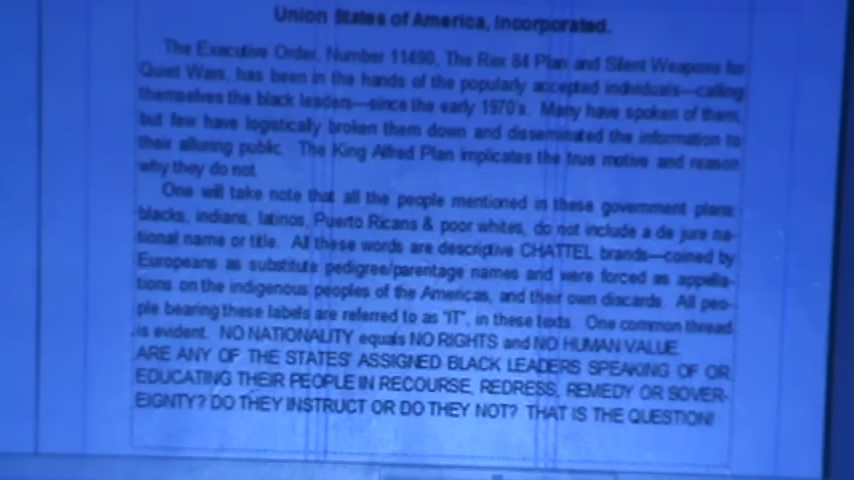 Union States of America, Incorporated.
The Executive Order, Number 11490, The Rex 84 Plan and Silent Weapons for
Quiet Wars, has been in the hands of the popularly accepted individuals—calling
themselves the black leaders—since the early 1970's. Many have spoken of them,
but few have logistically broken them down and disseminated the information to
their alluring public. The King Alfred Plan implicates the true motive and reason
why they do not.
One will take note that all the people mentioned in these government plans:
blacks, indians, latinos, Puerto Ricans & poor whites, do not include a de jure na-
tional name or title. All these words are descriptive CHATTEL brands—coined by
Europeans as substitute pedigree/parentage names and were forced as appella-
tions on the indigenous peoples of the Americas, and their own discards. All peo-
ple bearing these labels are referred to as "IT", in these texts. One common thread
is evident. NO NATIONALITY equals NO RIGHTS and NO HUMAN VALUE.
ARE ANY OF THE STATES' ASSIGNED BLACK LEADERS SPEAKING OF OR
EDUCATING THEIR PEOPLE IN RECOURSE, REDRESS, REMEDY OR SOVER-
EIGNTY? DO THEY INSTRUCT OR DO THEY NOT? THAT IS THE QUESTION!